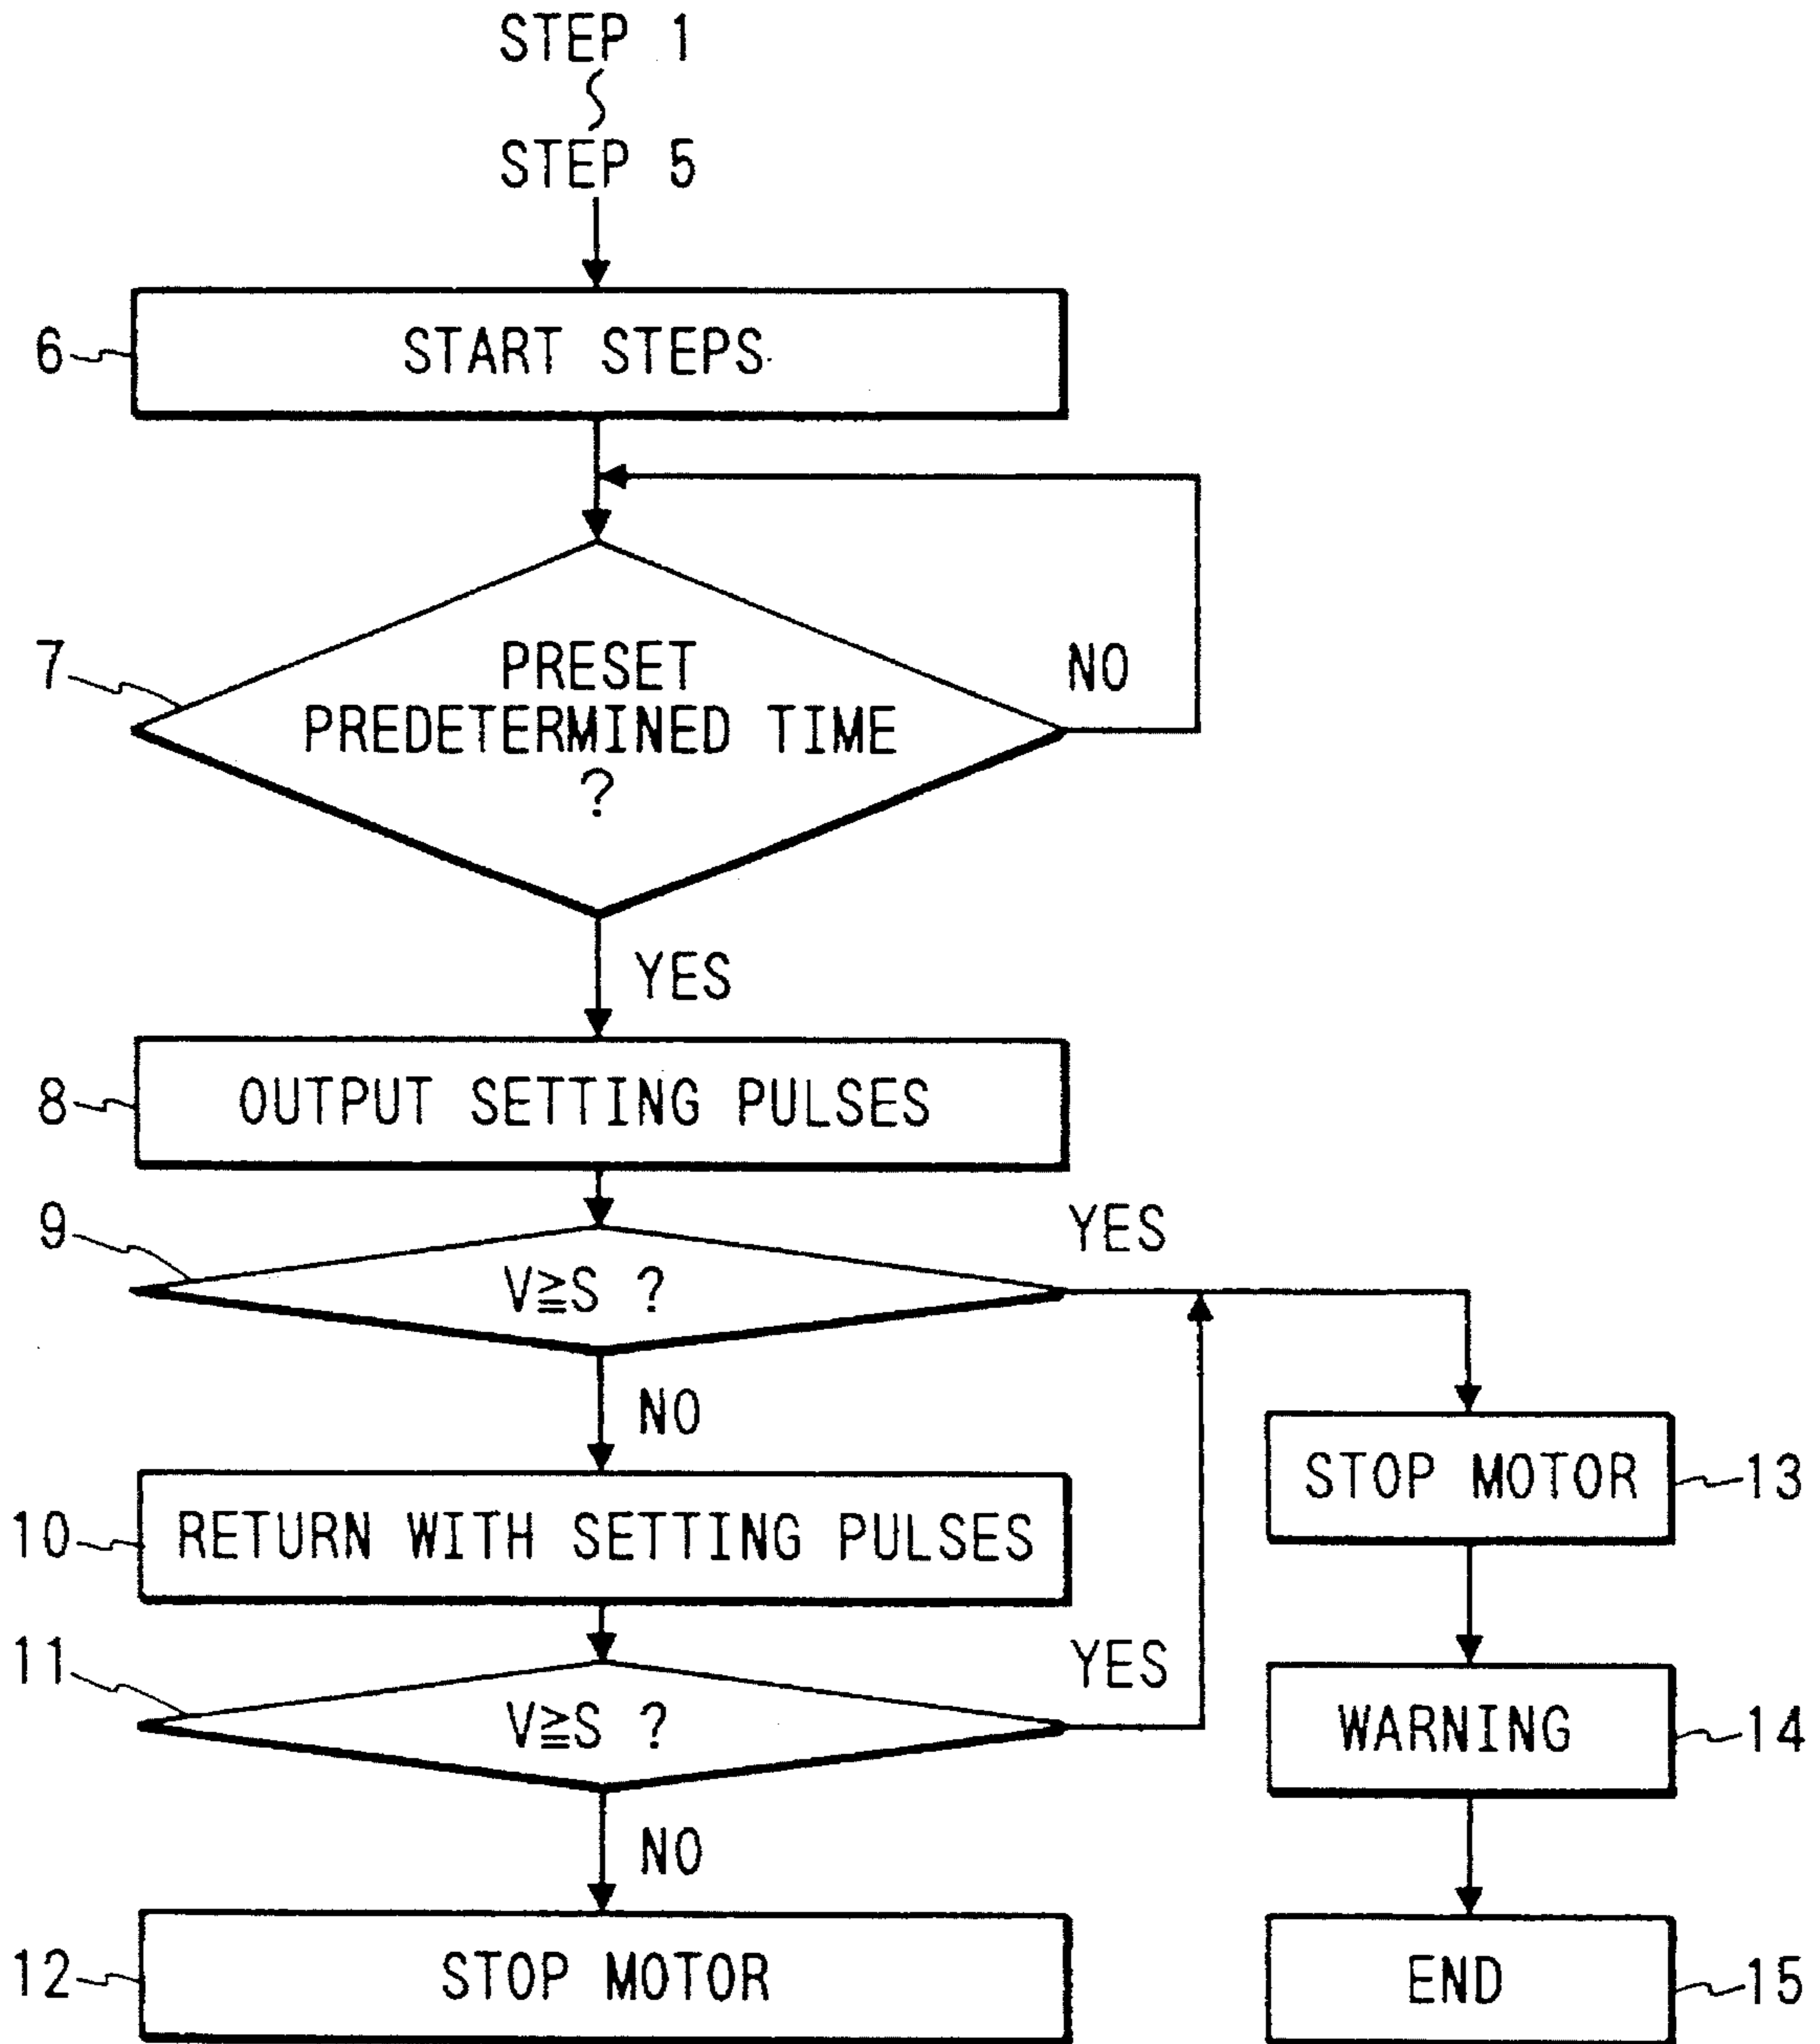 STEP 1
STEP 5
6
START STEPS
7
PRESET
PREDETERMINED TIME
?
NO
YES
8
OUTPUT SETTING PULSES
9
V≧S ?
YES
NO
10
RETURN WITH SETTING PULSES
11
V≧S ?
YES
NO
12
STOP MOTOR
STOP MOTOR
13
WARNING
14
END
15